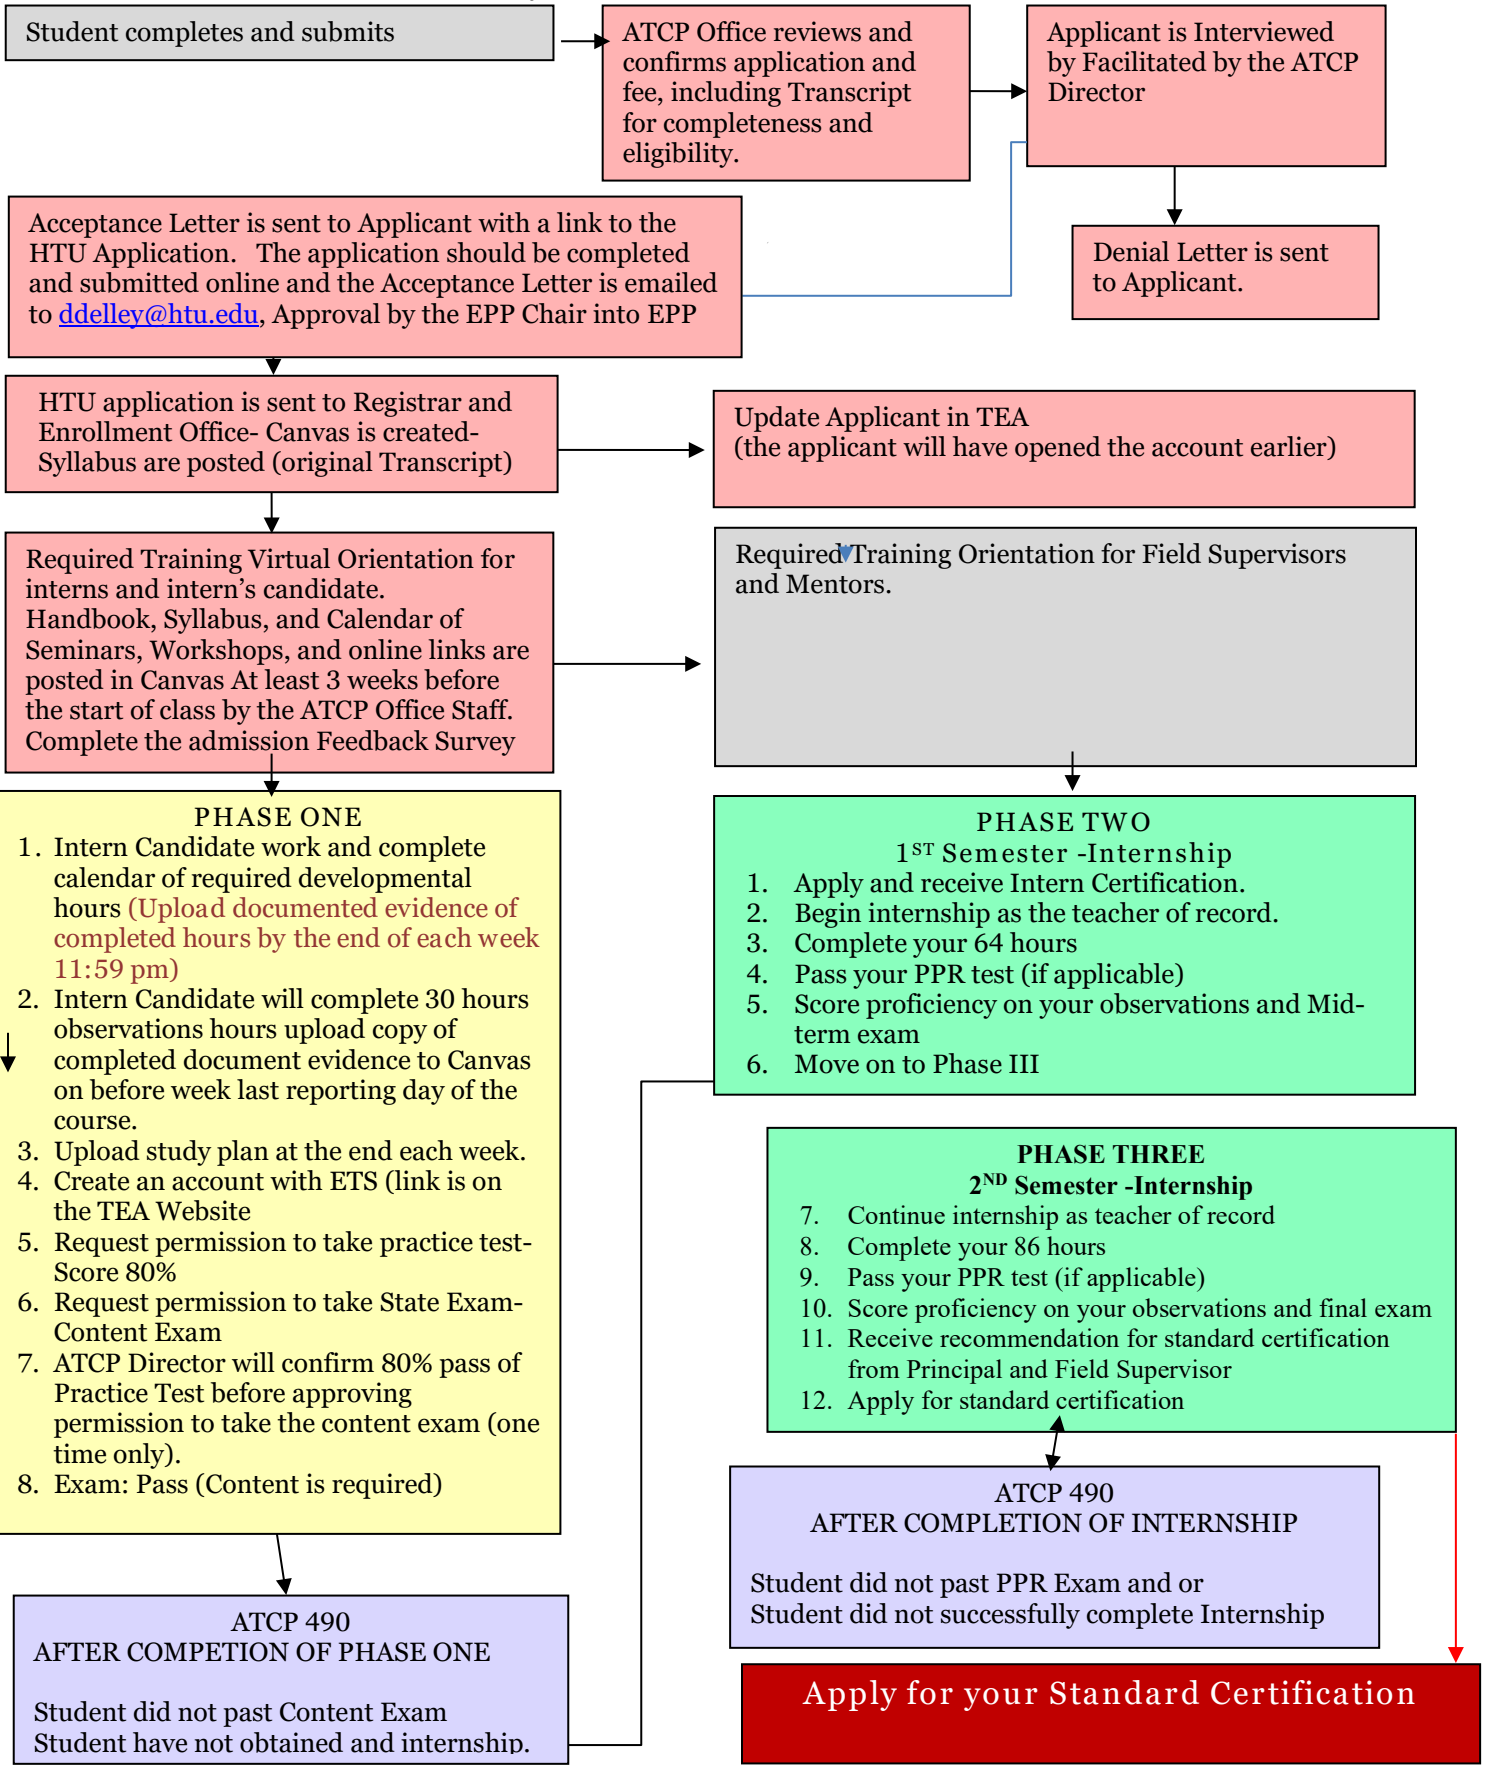 Student completes and submits
ATCP Office reviews and
confirms application and
fee, including Transcript
for completeness and
eligibility.
Applicant is Interviewed
by Facilitated by the ATCP
Director
Acceptance Letter is sent to Applicant with a link to the
HTU Application.   The application should be completed
and submitted online and the Acceptance Letter is emailed
to ddelley@htu.edu, Approval by the EPP Chair into EPP
Denial Letter is sent
to Applicant.
HTU application is sent to Registrar and
Enrollment Office- Canvas is created-
Syllabus are posted (original Transcript)
Update Applicant in TEA
(the applicant will have opened the account earlier)
Required Training Virtual Orientation for
interns and intern's candidate.
Handbook, Syllabus, and Calendar of
Seminars, Workshops, and online links are
posted in Canvas At least 3 weeks before
the start of class by the ATCP Office Staff.
Complete the admission Feedback Survey
Required Training Orientation for Field Supervisors
and Mentors.
PHASE ONE
1. Intern Candidate work and complete
calendar of required developmental
hours (Upload documented evidence of
completed hours by the end of each week
11:59 pm)
2. Intern Candidate will complete 30 hours
observations hours upload copy of
completed document evidence to Canvas
on before week last reporting day of the
course.
3. Upload study plan at the end each week.
4. Create an account with ETS (link is on
the TEA Website
5. Request permission to take practice test-
Score 80%
6. Request permission to take State Exam-
Content Exam
7. ATCP Director will confirm 80% pass of
Practice Test before approving
permission to take the content exam (one
time only).
8. Exam: Pass (Content is required)
PHASE TWO
1ST Semester -Internship
1. Apply and receive Intern Certification.
2. Begin internship as the teacher of record.
3. Complete your 64 hours
4. Pass your PPR test (if applicable)
5. Score proficiency on your observations and Mid-
term exam
6. Move on to Phase III
PHASE THREE
2ND Semester -Internship
7. Continue internship as teacher of record
8. Complete your 86 hours
9. Pass your PPR test (if applicable)
10. Score proficiency on your observations and final exam
11. Receive recommendation for standard certification
from Principal and Field Supervisor
12. Apply for standard certification
ATCP 490
AFTER COMPETION OF PHASE ONE
Student did not past Content Exam
Student have not obtained and internship.
ATCP 490
AFTER COMPLETION OF INTERNSHIP
Student did not past PPR Exam and or
Student did not successfully complete Internship
Apply for your Standard Certification